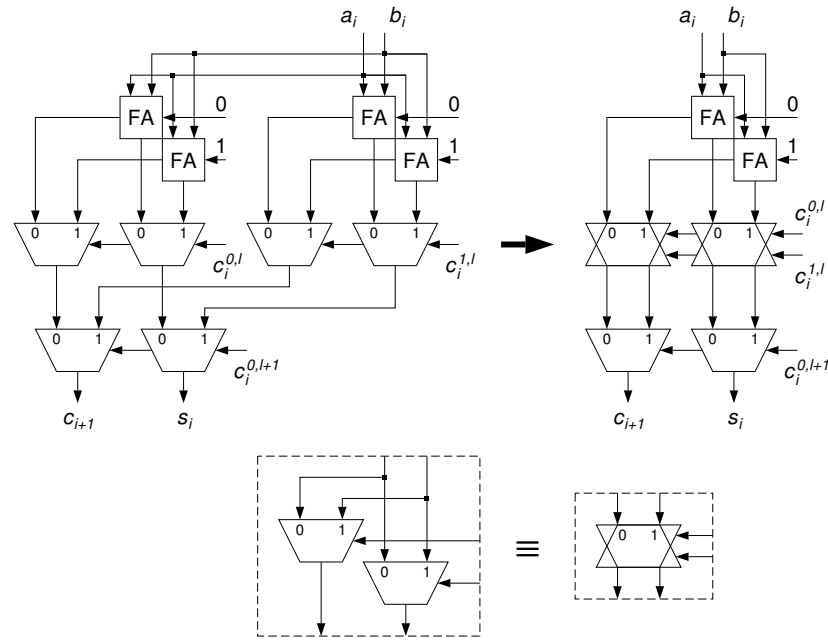 a_i b_i a_i b_i
FA 0 FA 0 FA 0
FA 1 FA 1 FA 1
0 1 0 1 0 1 0 1 0 1 0 1
c_i^{0,l}
c_i^{0,l} c_i^{1,l} c_i^{1,l}
0 1 0 1 0 1 0 1
c_i^{0,l+1} c_i^{0,l+1}
c_{i+1} s_i c_{i+1} s_i
0 1 ≡ 0 1
0 1